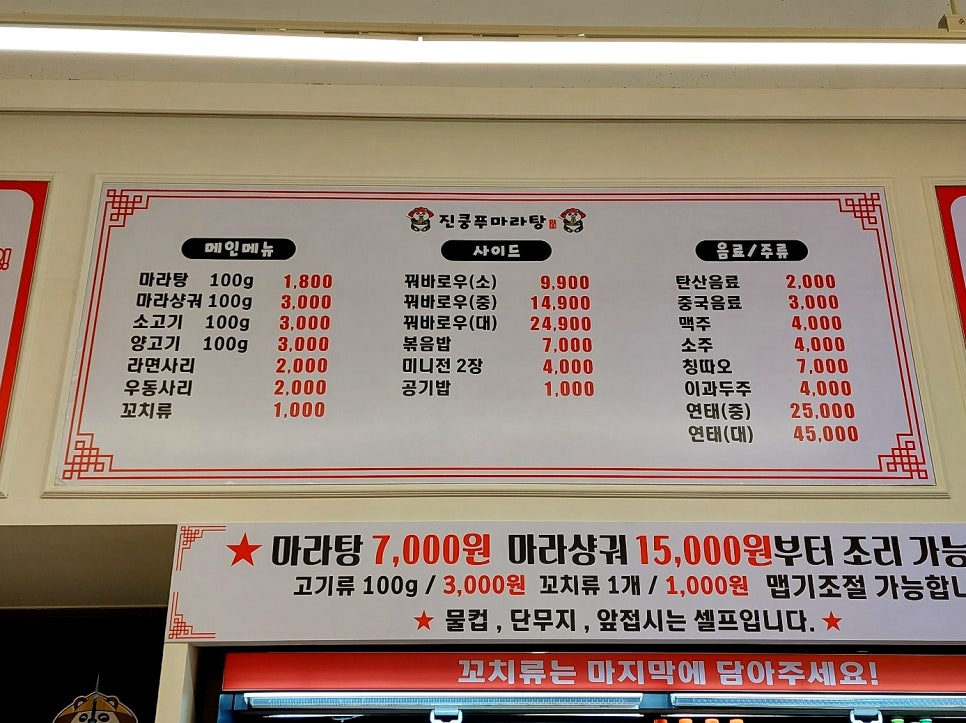 진쿵푸마라탕
메인메뉴
마라탕 100g 1,800
마라샹궈 100g 3,000
소고기 100g 3,000
양고기 100g 3,000
라면사리 2,000
우동사리 2,000
꼬치류 1,000
사이드
꿔바로우(소) 9,900
꿔바로우(중) 14,900
꿔바로우(대) 24,900
볶음밥 7,000
미니전 2장 4,000
공기밥 1,000
음료/주류
탄산음료 2,000
중국음료 3,000
맥주 4,000
소주 4,000
칭따오 7,000
이과두주 4,000
연태(중) 25,000
연태(대) 45,000
★ 마라탕 7,000원 마라샹궈 15,000원부터 조리 가능
고기류 100g / 3,000원 꼬치류 1개 / 1,000원 맵기조절 가능합니
★ 물컵 , 단무지 , 앞접시는 셀프입니다. ★
꼬치류는 마지막에 담아주세요!